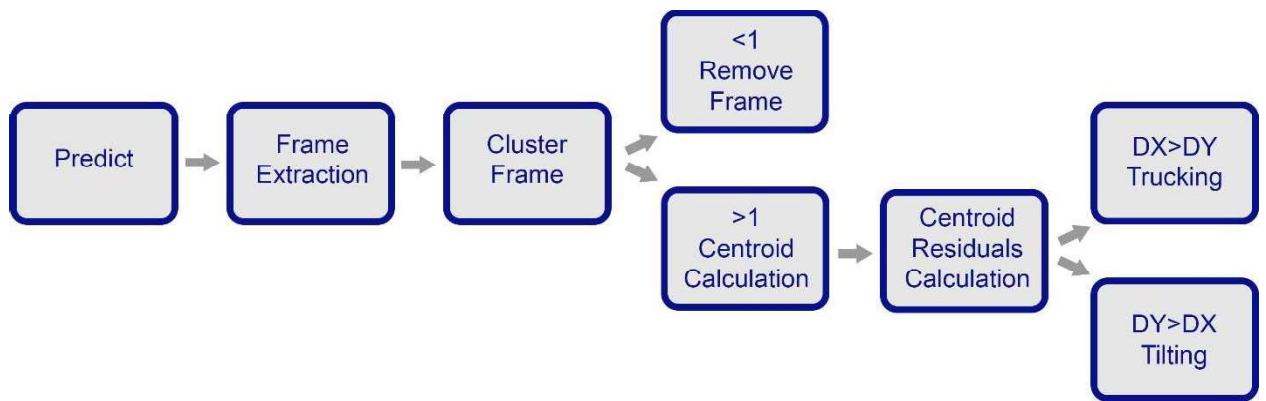 Predict
Frame
Extraction
Cluster
Frame
<1
Remove
Frame
>1
Centroid
Calculation
Centroid
Residuals
Calculation
DX>DY
Trucking
DY>DX
Tilting